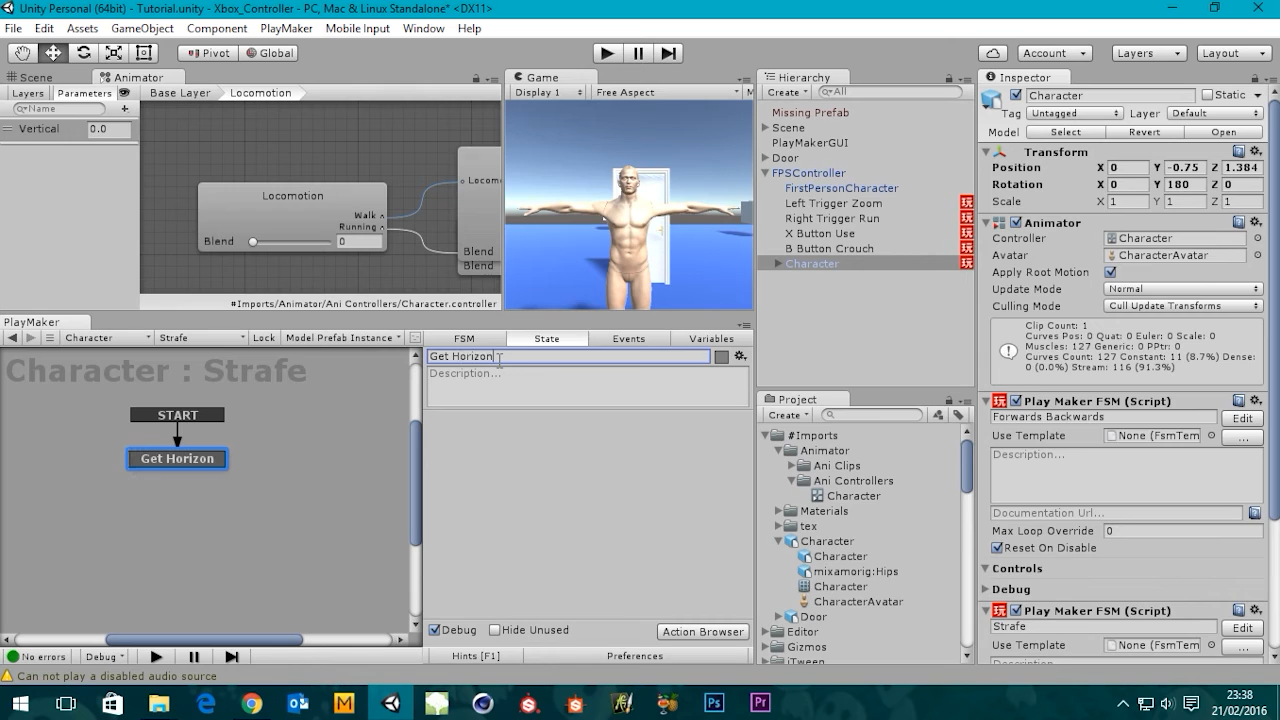 Unity Personal (64bit) - Tutorial.unity - Xbox_Locomotion - PC, Mac & Linux Standalone* <DX11>
File Edit Assets GameObject Component PlayMaker Mobile Input Window Help
Pivot Global Account Layers Layout
Scene Animator
Layers Parameters Base Layer Locomotion
Name
Vertical 0.0
Locomotion
Walk
Running
Blend 0
Locomo
Blend
Blend
#Imports/Animator/Ani Controllers/Character.controller
Game
Display 1 Free Aspect M
Hierarchy
Create All
Missing Prefab
Scene
PlayMakerGUI
Door
FPSController
FirstPersonCharacter
Left Trigger Zoom
Right Trigger Run
X Button Use
B Button Crouch
Character
Project
Create
#Imports
Animator
Ani Clips
Ani Controllers
Character
Materials
tex
Character
Character
mixamorig:Hips
Character
CharacterAvatar
Door
Editor
Gizmos
iTween
Inspector
Character Static
Tag Untagged Layer Default
Model Select Revert Open
Transform
Position X 0 Y -0.75 Z 1.384
Rotation X 0 Y 180 Z 0
Scale X 1 Y 1 Z 1
Animator
Controller Character
Avatar CharacterAvatar
Apply Root Motion
Update Mode Normal
Culling Mode Cull Update Transforms
Clip Count: 1
Curves Pos: 0 Quat: 0 Euler: 0 Scale: 0
Muscles: 127 Generic: 0 PPtr: 0
Curves Count: 127 Constant: 11 (8.7%) Dense:
0 (0.0%) Stream: 116 (91.3%)
Play Maker FSM (Script)
Forwards Backwards Edit
Use Template None (FsmTem ...
Description...
Documentation Url...
Max Loop Override 0
Reset On Disable
Controls
Debug
Play Maker FSM (Script)
Strafe Edit
Use Template None (FsmTem ...
PlayMaker
Character Strafe Lock Model Prefab Instance
Character : Strafe
START
Get Horizon
FSM State Events Variables
Get Horizon
Description...
Debug Hide Unused Action Browser
No errors Debug Hints [F1] Preferences
Can not play a disabled audio source
23:38
21/02/2016